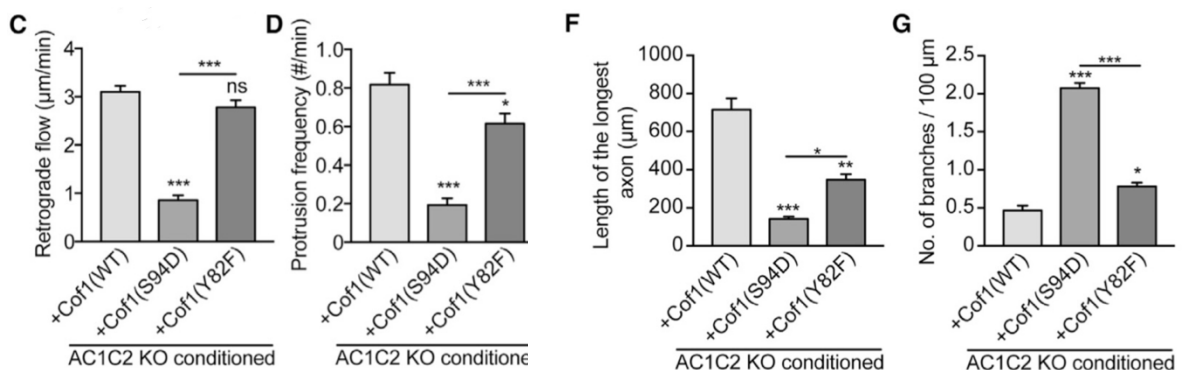 C
Retrograde flow (µm/min)
4
3
2
1
0
***
***
ns
+Cof1(WT)
+Cof1(S94D)
+Cof1(Y82F)
AC1C2 KO conditioned
D
Protrusion frequency (#/min)
1.0
0.8
0.6
0.4
0.2
0.0
***
***
*
+Cof1(WT)
+Cof1(S94D)
+Cof1(Y82F)
AC1C2 KO conditioned
F
Length of the longest
axon (µm)
1000
800
600
400
200
0
***
*
**
+Cof1(WT)
+Cof1(S94D)
+Cof1(Y82F)
AC1C2 KO conditioned
G
No. of branches / 100 µm
2.5
2.0
1.5
1.0
0.5
0
***
***
*
+Cof1(WT)
+Cof1(S94D)
+Cof1(Y82F)
AC1C2 KO conditioned